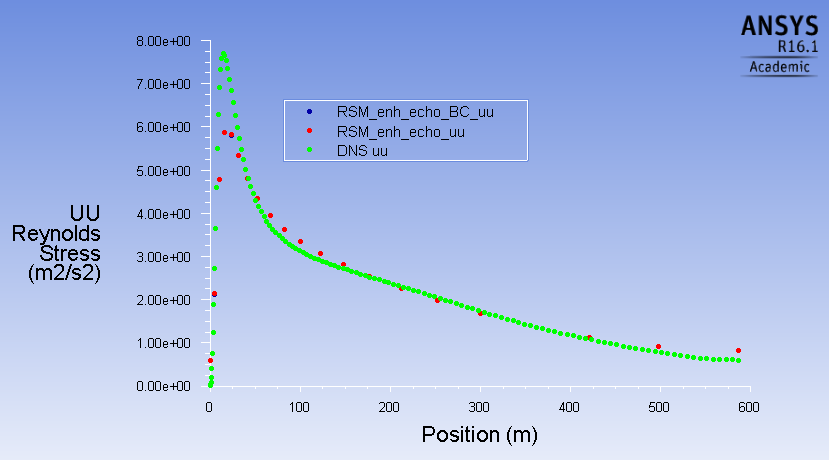 ANSYS
R16.1
Academic
8.00e+00
7.00e+00
6.00e+00
5.00e+00
4.00e+00
3.00e+00
2.00e+00
1.00e+00
0.00e+00
RSM_enh_echo_BC_uu
RSM_enh_echo_uu
DNS uu
UU
Reynolds
Stress
(m2/s2)
0 100 200 300 400 500 600
Position (m)